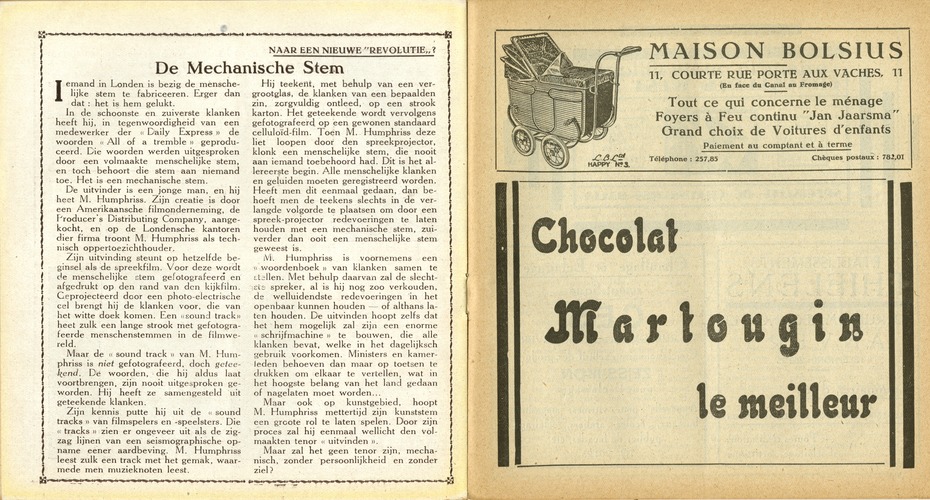 NAAR EEN NIEUWE "REVOLUTIE„?
De Mechanische Stem
Iemand in Londen is bezig de mensche-
lijke stem te fabriceeren. Erger dan
dat : het is hem gelukt.
In de schoonste en zuiverste klanken
heeft hij, in tegenwoordigheid van een
medewerker der « Daily Express » de
woorden « All of a tremble » geprodu-
ceerd. Die woorden werden uitgesproken
door een volmaakte menschelijke stem,
en toch behoort die stem aan niemand
toe. Het is een mechanische stem.
De uitvinder is een jonge man, en hij
heet M. Humphriss. Zijn creatie is door
een Amerikaansche filmonderneming, de
Producer's Distributing Company, aange-
kocht, en op de Londensche kantoren
dier firma troont M. Humphriss als tech-
nisch oppertoezichthouder.
Zijn uitvinding steunt op hetzelfde be-
ginsel als de spreekfilm. Voor deze wordt
de menschelijke stem gefotografeerd en
afgedrukt op den rand van den kijkfilm.
Geprojecteerd door een photo-electrische
cel brengt hij de klanken voor, die van
het witte doek komen. Een «sound track»
heet zulk een lange strook met gefotogra-
feerde menschenstemmen in de filmwe-
reld.
Maar de « sound track » van M. Hum-
phriss is niet gefotografeerd, doch getee-
kend. De woorden, die hij aldus laat
voortbrengen, zijn nooit uitgesproken ge-
worden. Hij heeft ze samengesteld uit
geteekende klanken.
Zijn kennis putte hij uit de « sound
tracks » van filmspelers en -speelsters. Die
« tracks » zien er ongeveer uit als de zig-
zag lijnen van een seismographische op-
name eener aardbeving. M. Humphriss
leest zulk een track met het gemak, waar-
mede men muzieknoten leest.
Hij teekent, met behulp van een ver-
grootglas, de klanken van een bepaalden
zin, zorgvuldig ontleed, op een strook
karton. Het geteekende wordt vervolgens
gefotografeerd op een gewonen standaard
celluloïd-film. Toen M. Humphriss deze
liet loopen door den spreekprojector,
klonk een menschelijke stem, die nooit
aan iemand toebehoord had. Dit is het al-
lereerste begin. Alle menschelijke klanken
en geluiden moeten geregistreerd worden.
Heeft men dit eenmaal gedaan, dan be-
hoeft men de teekens slechts in de ver-
langde volgorde te plaatsen om door een
spreek-projector redevoeringen te laten
houden met een mechanische stem, zui-
verder dan ooit een menschelijke stem
geweest is.
M. Humphriss is voornemens een
« woordenboek » van klanken samen te
stellen. Met behulp daarvan zal de slecht-
ste spreker, al is hij nog zoo verkouden,
de welluidendste redevoeringen in het
openbaar kunnen houden — of althans la-
ten houden. De uitvinden hoopt zelfs dat
het hem mogelijk zal zijn een enorme
« schrijfmachine » te bouwen, die alle
klanken bevat, welke in het dagelijksch
gebruik voorkomen. Ministers en kamer-
leden behoeven dan maar op toetsen te
drukken om elkaar te vertellen, wat in
het hoogste belang van het land gedaan
of nagelaten moet worden...
Maar ook op kunstgebied, hoopt
M. Humphriss mettertijd zijn kunststem
een groote rol te laten spelen. Door zijn
proces zal hij eenmaal wellicht den vol-
maakten tenor « uitvinden ».
Maar zal het geen tenor zijn, mecha-
nisch, zonder persoonlijkheid en zonder
ziel?
MAISON BOLSIUS
11, COURTE RUE PORTE AUX VACHES, 11
(En face du Canal au Fromage)
Tout ce qui concerne le ménage
Foyers à Feu continu "Jan Jaarsma"
Grand choix de Voitures d'enfants
Paiement au comptant et à terme
Téléphone : 257,85
Chèques postaux : 782,01
L.B. Ltd
HAPPY No 3.
Chocolat
Martougin
le meilleur